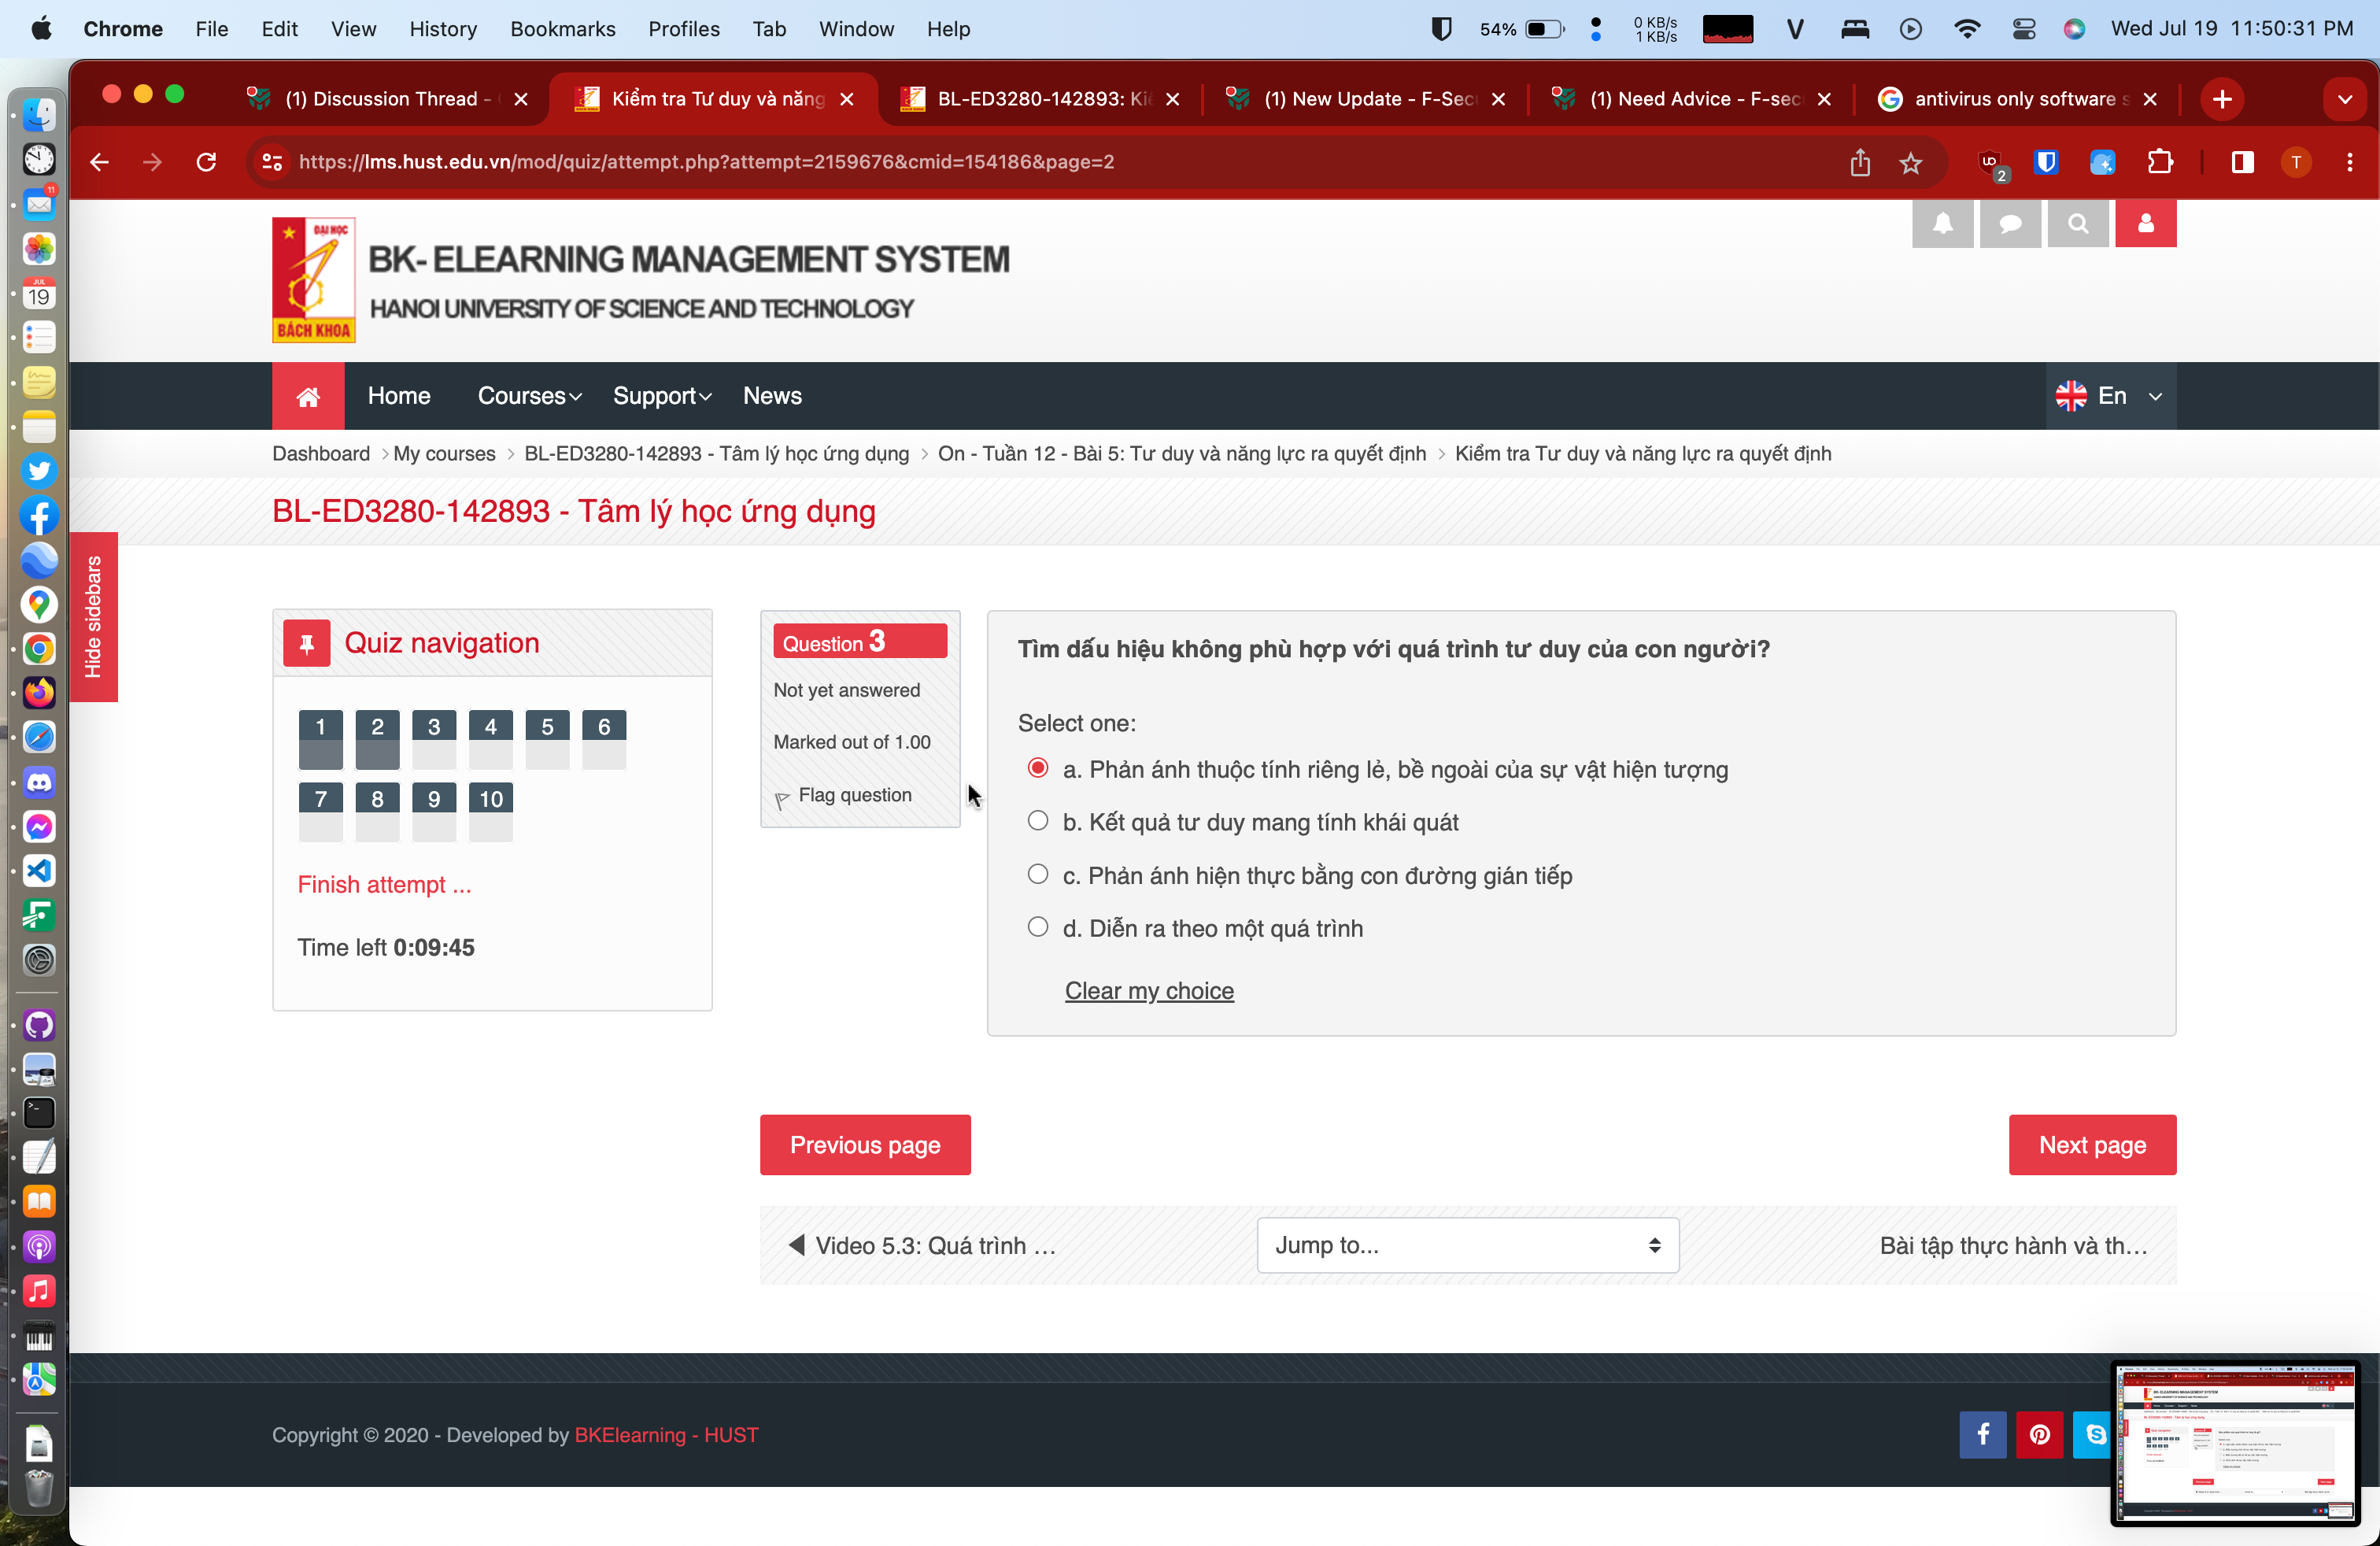 Chrome File Edit View History Bookmarks Profiles Tab Window Help 54% 0 KB/s 1 KB/s V Wed Jul 19 11:50:31 PM
(1) Discussion Thread -
Kiểm tra Tư duy và năng
BL-ED3280-142893: Kiể
(1) New Update - F-Sec
(1) Need Advice - F-sec
antivirus only software s
https://lms.hust.edu.vn/mod/quiz/attempt.php?attempt=2159676&cmid=154186&page=2
2
T
11
JUL
19
ĐẠI HỌC
BÁCH KHOA
BK- ELEARNING MANAGEMENT SYSTEM
HANOI UNIVERSITY OF SCIENCE AND TECHNOLOGY
Home Courses Support News En
Dashboard > My courses > BL-ED3280-142893 - Tâm lý học ứng dụng > On - Tuần 12 - Bài 5: Tư duy và năng lực ra quyết định > Kiểm tra Tư duy và năng lực ra quyết định
BL-ED3280-142893 - Tâm lý học ứng dụng
Hide sidebars
Quiz navigation
1 2 3 4 5 6
7 8 9 10
Finish attempt ...
Time left 0:09:45
Question 3
Not yet answered
Marked out of 1.00
Flag question
Tìm dấu hiệu không phù hợp với quá trình tư duy của con người?
Select one:
a. Phản ánh thuộc tính riêng lẻ, bề ngoài của sự vật hiện tượng
b. Kết quả tư duy mang tính khái quát
c. Phản ánh hiện thực bằng con đường gián tiếp
d. Diễn ra theo một quá trình
Clear my choice
Previous page
Next page
Video 5.3: Quá trình ...
Jump to...
Bài tập thực hành và th...
Copyright © 2020 - Developed by BKElearning - HUST